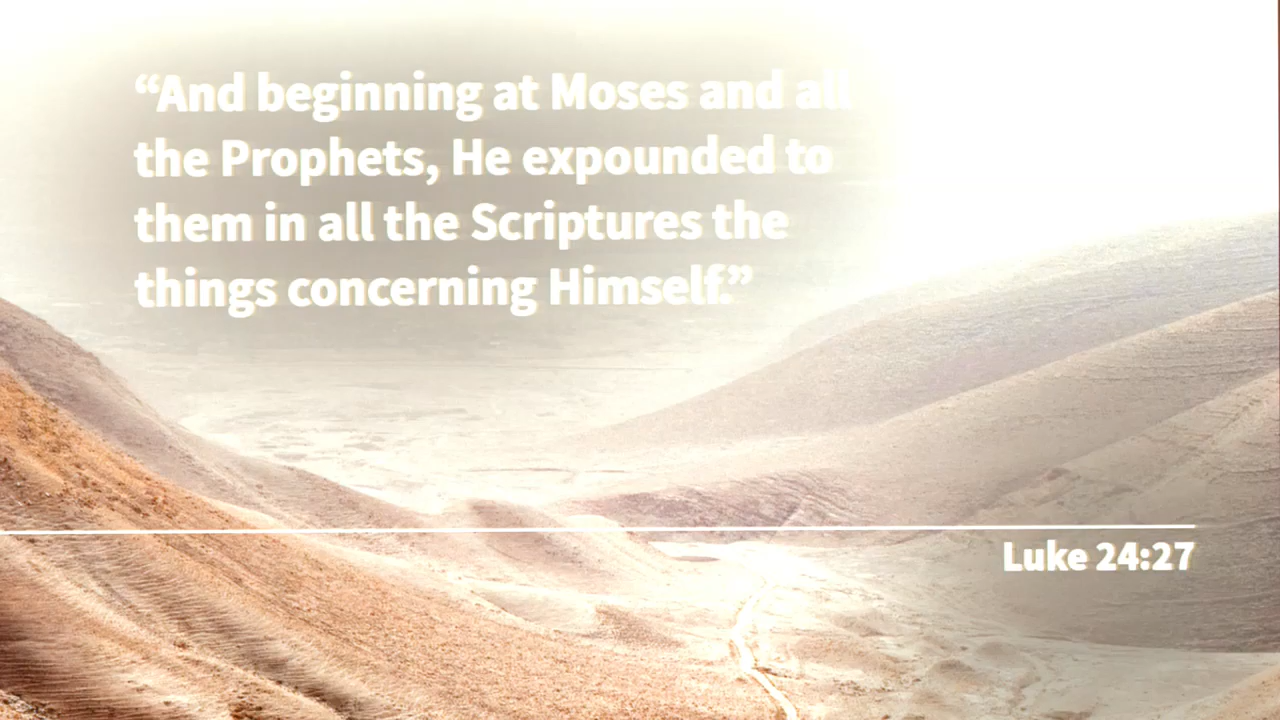 “And beginning at Moses and all
the Prophets, He expounded to
them in all the Scriptures the
things concerning Himself.”
Luke 24:27